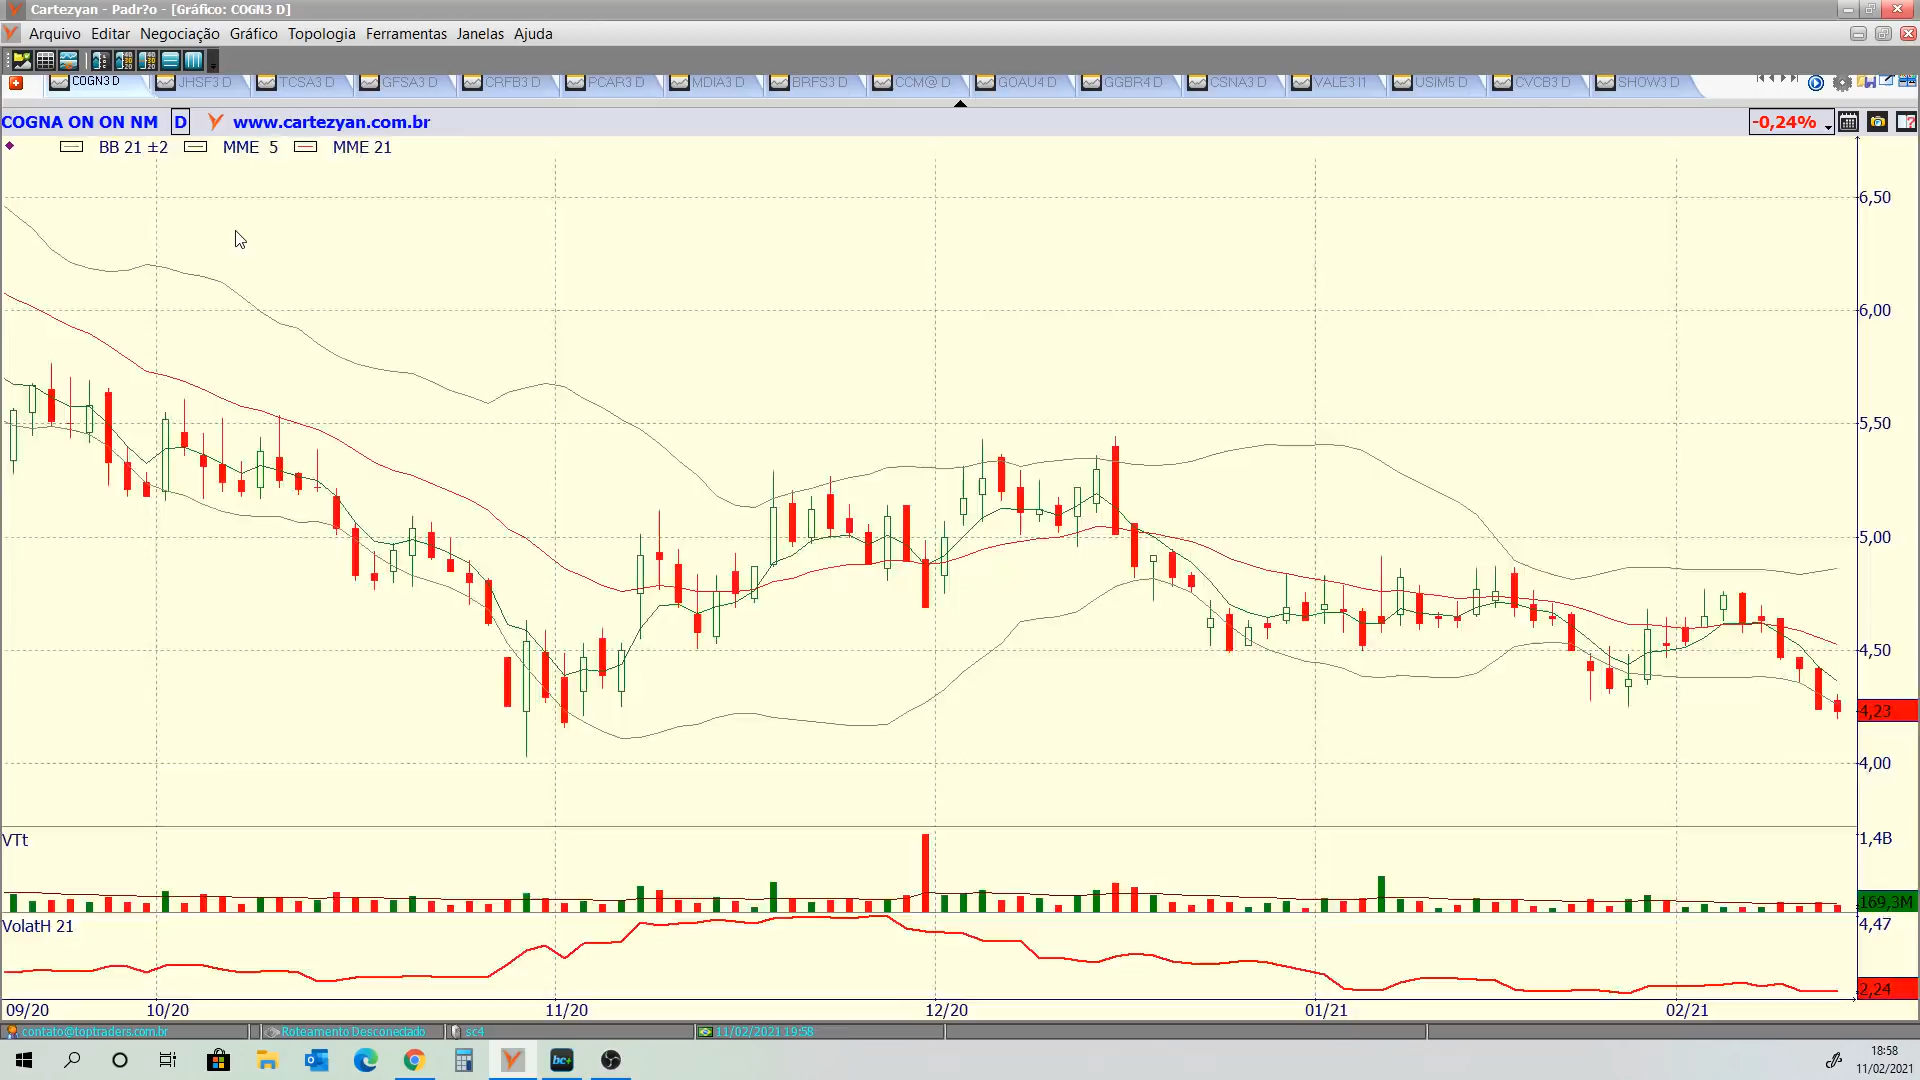 Cartezyan - Padr?o - [Gráfico: COGN3 D]
Arquivo Editar Negociação Gráfico Topologia Ferramentas Janelas Ajuda
COGN3 D JHSF3 D TCSA3 D GFSA3 D CRFB3 D PCAR3 D MDIA3 D BRFS3 D CCM@ D GOAU4 D GGBR4 D CSNA3 D VALE3 I1 USIM5 D CVCB3 D SHOW3 D
COGNA ON ON NM D www.cartezyan.com.br -0,24%
BB 21 ±2 MME 5 MME 21
6,50
6,00
5,50
5,00
4,50
4,23
4,00
VTt 1,4B
169,3M
VolatH 21 4,47
2,24
09/20 10/20 11/20 12/20 01/21 02/21
contato@toptraders.com.br Roteamento Desconectado sc4 11/02/2021 19:58
bc+
18:58
11/02/2021